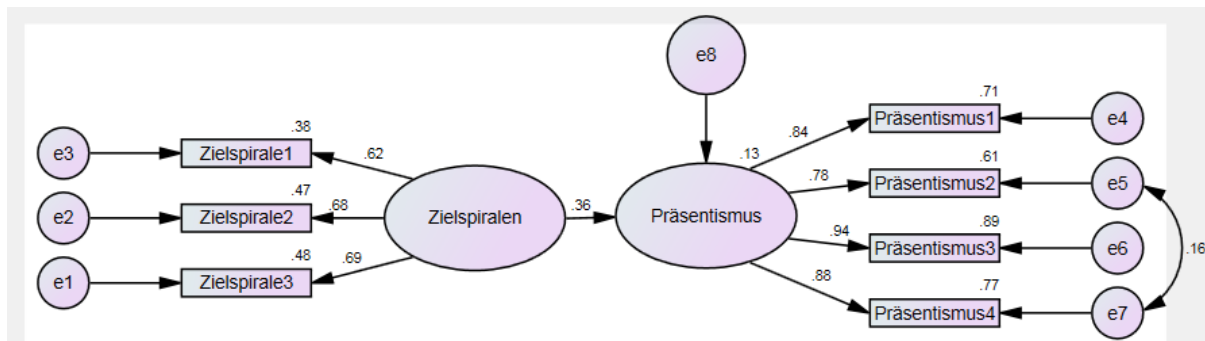 e8
.71
.38
.84
Präsentismus1
e4
e3
Zielspirale1
.62
.13
.61
.47
.78
Präsentismus2
e5
e2
Zielspirale2
.68
Zielspiralen
.36
Präsentismus
.89
.16
.48
.94
Präsentismus3
e6
e1
Zielspirale3
.69
.88
.77
Präsentismus4
e7